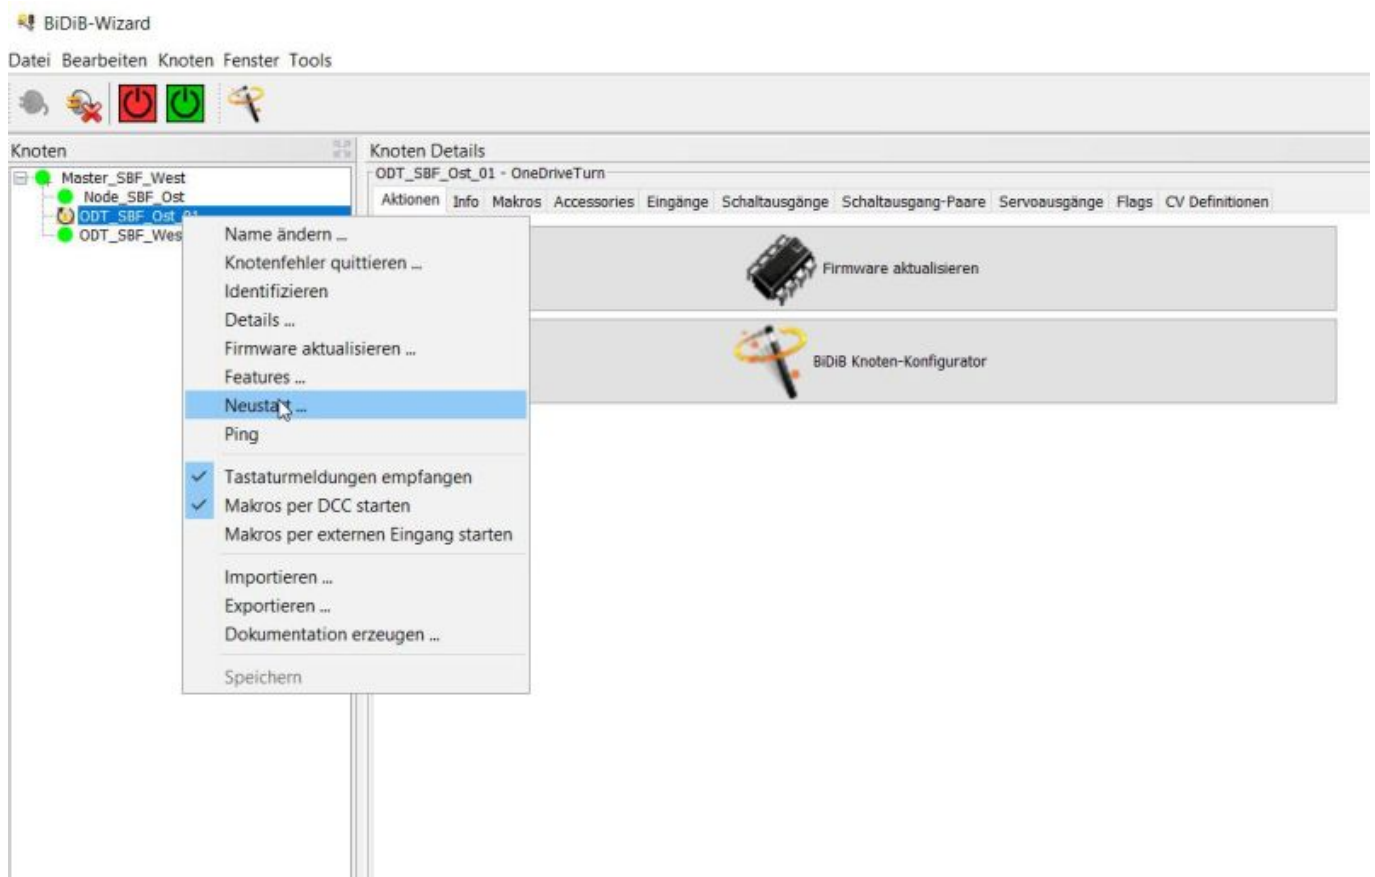 BiDiB-Wizard
Datei Bearbeiten Knoten Fenster Tools
Knoten
Master_SBF_West
Node_SBF_Ost
ODT_SBF_Ost_01
ODT_SBF_Wes
Knoten Details
ODT_SBF_Ost_01 - OneDriveTurn
Aktionen Info Makros Accessories Eingänge Schaltausgänge Schaltausgang-Paare Servoausgänge Flags CV Definitionen
Firmware aktualisieren
BiDiB Knoten-Konfigurator
Name ändern ...
Knotenfehler quittieren ...
Identifizieren
Details ...
Firmware aktualisieren ...
Features ...
Neustart ...
Ping
Tastaturmeldungen empfangen
Makros per DCC starten
Makros per externen Eingang starten
Importieren ...
Exportieren ...
Dokumentation erzeugen ...
Speichern